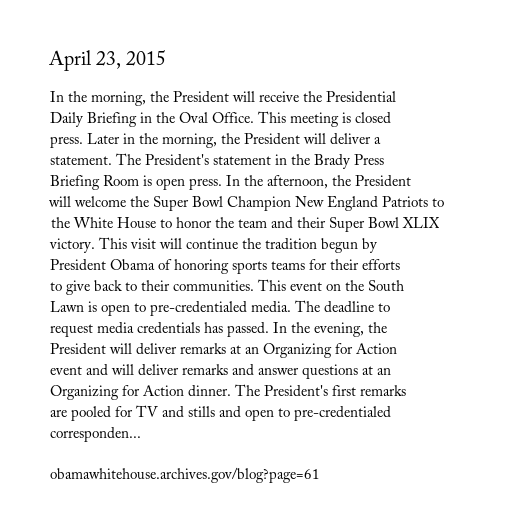 April 23, 2015
In the morning, the President will receive the Presidential
Daily Briefing in the Oval Office. This meeting is closed
press. Later in the morning, the President will deliver a
statement. The President's statement in the Brady Press
Briefing Room is open press. In the afternoon, the President
will welcome the Super Bowl Champion New England Patriots to
the White House to honor the team and their Super Bowl XLIX
victory. This visit will continue the tradition begun by
President Obama of honoring sports teams for their efforts
to give back to their communities. This event on the South
Lawn is open to pre-credentialed media. The deadline to
request media credentials has passed. In the evening, the
President will deliver remarks at an Organizing for Action
event and will deliver remarks and answer questions at an
Organizing for Action dinner. The President's first remarks
are pooled for TV and stills and open to pre-credentialed
corresponden...
obamawhitehouse.archives.gov/blog?page=61